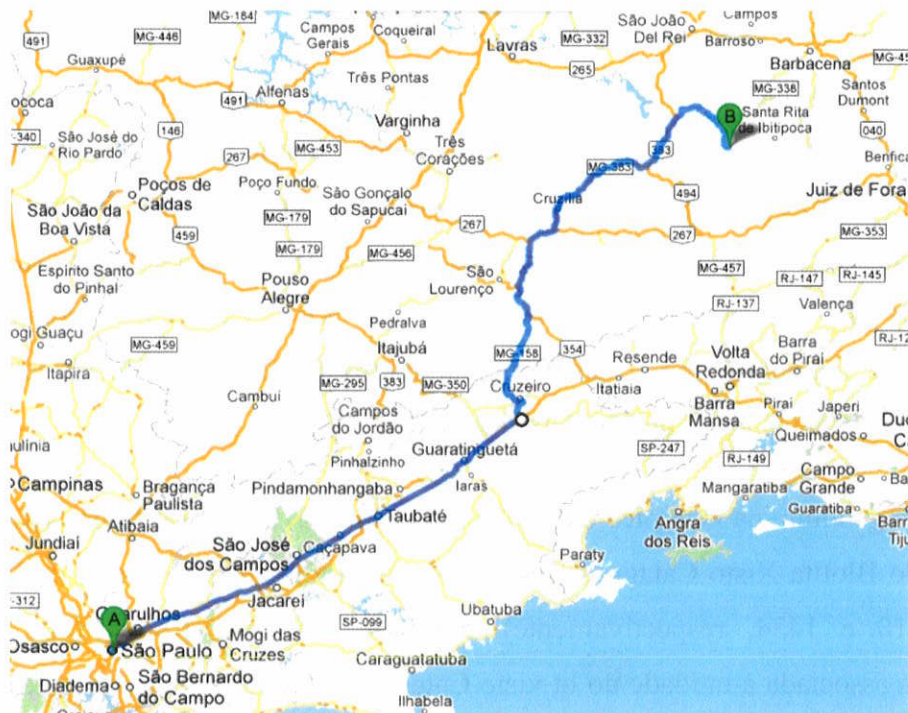 MG-184
Campos
São João
Del Rei
Campos
Gerais
Coqueiral
MG-446
491
491
Guaxupé
Lavras
MG-332
Barroso
Barbacena
265
Três Pontas
Alfenas
491
MG-338
Santos
Dumont
Santa Rita
de Ibitipoca
B
São José do
Rio Pardo
146
Varginha
Três
Corações
MG-453
383
040
Benfica
267
Poços de
Caldas
Poço Fundo
São Gonçalo
do Sapucaí
MG-383
Cruzília
494
Juiz de Fora
MG-179
São João da
Boa Vista
459
267
267
MG-353
MG-179
MG-456
São
Lourenço
MG-457
RJ-147
RJ-145
Espírito Santo
do Pinhal
Pouso
Alegre
RJ-137
Valença
Pedralva
MG-459
Itajubá
MG-158
354
Resende
Volta
Redonda
Barra
do Piraí
Itapira
MG-295
383
MG-350
Cruzeiro
Itatiaia
Cambuí
Campos
do Jordão
Barra
Mansa
Piraí
Japeri
Guaratinguetá
SP-247
Queimados
Pinhalzinho
Iaras
RJ-149
Campinas
Bragança
Paulista
Pindamonhangaba
Mangaratiba
Campo
Grande
Taubaté
Guaratiba
Atibaia
Angra
dos Reis
Jundiaí
São José
dos Campos
Caçapava
Paraty
Jacareí
A
Ubatuba
SP-099
Osasco
São Paulo
Mogi das
Cruzes
Caraguatatuba
Diadema
São Bernardo
do Campo
Ilhabela